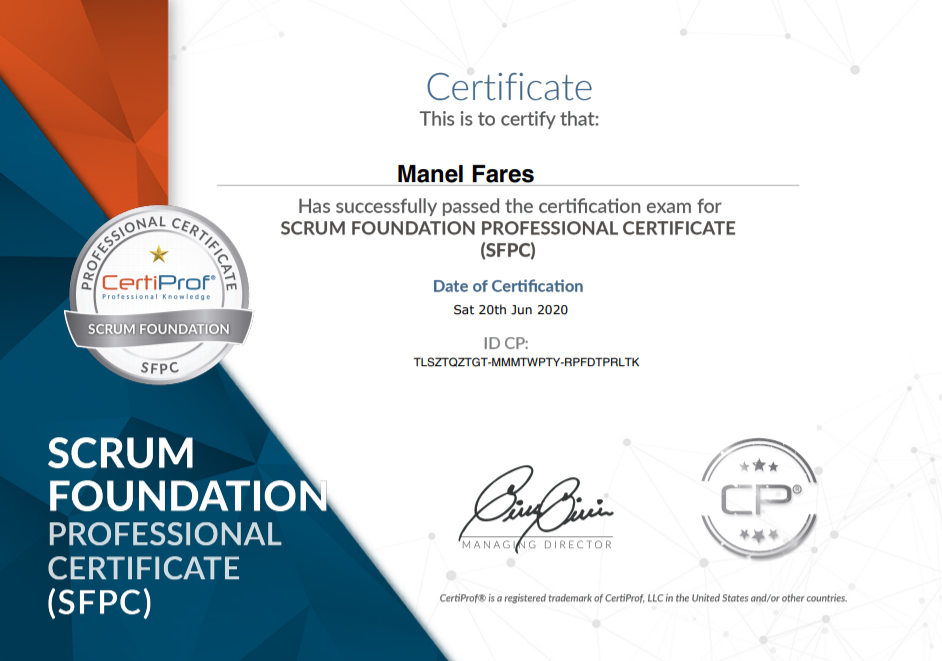 Certificate
This is to certify that:
Manel Fares
Has successfully passed the certification exam for
SCRUM FOUNDATION PROFESSIONAL CERTIFICATE
(SFPC)
Date of Certification
Sat 20th Jun 2020
ID CP:
TLSZTQZTGT-MMMTWPTY-RPFDTPRLTK
PROFESSIONAL CERTIFICATE
CertiProf®
Professional Knowledge
SCRUM FOUNDATION
SFPC
SCRUM
FOUNDATION
PROFESSIONAL
CERTIFICATE
(SFPC)
MANAGING DIRECTOR
CP®
CertiProf® is a registered trademark of CertiProf, LLC in the United States and/or other countries.